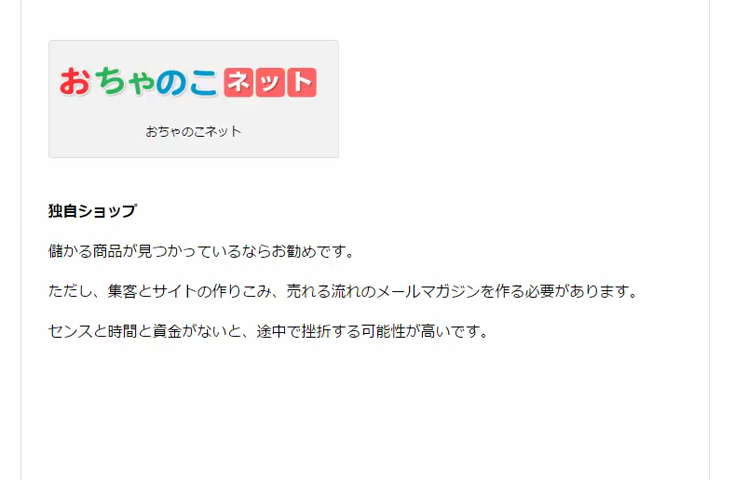 おちゃのこネット
おちゃのこネット
独自ショップ
儲かる商品が見つかっているならお勧めです。
ただし、集客とサイトの作りこみ、売れる流れのメールマガジンを作る必要があります。
センスと時間と資金がないと、途中で挫折する可能性が高いです。